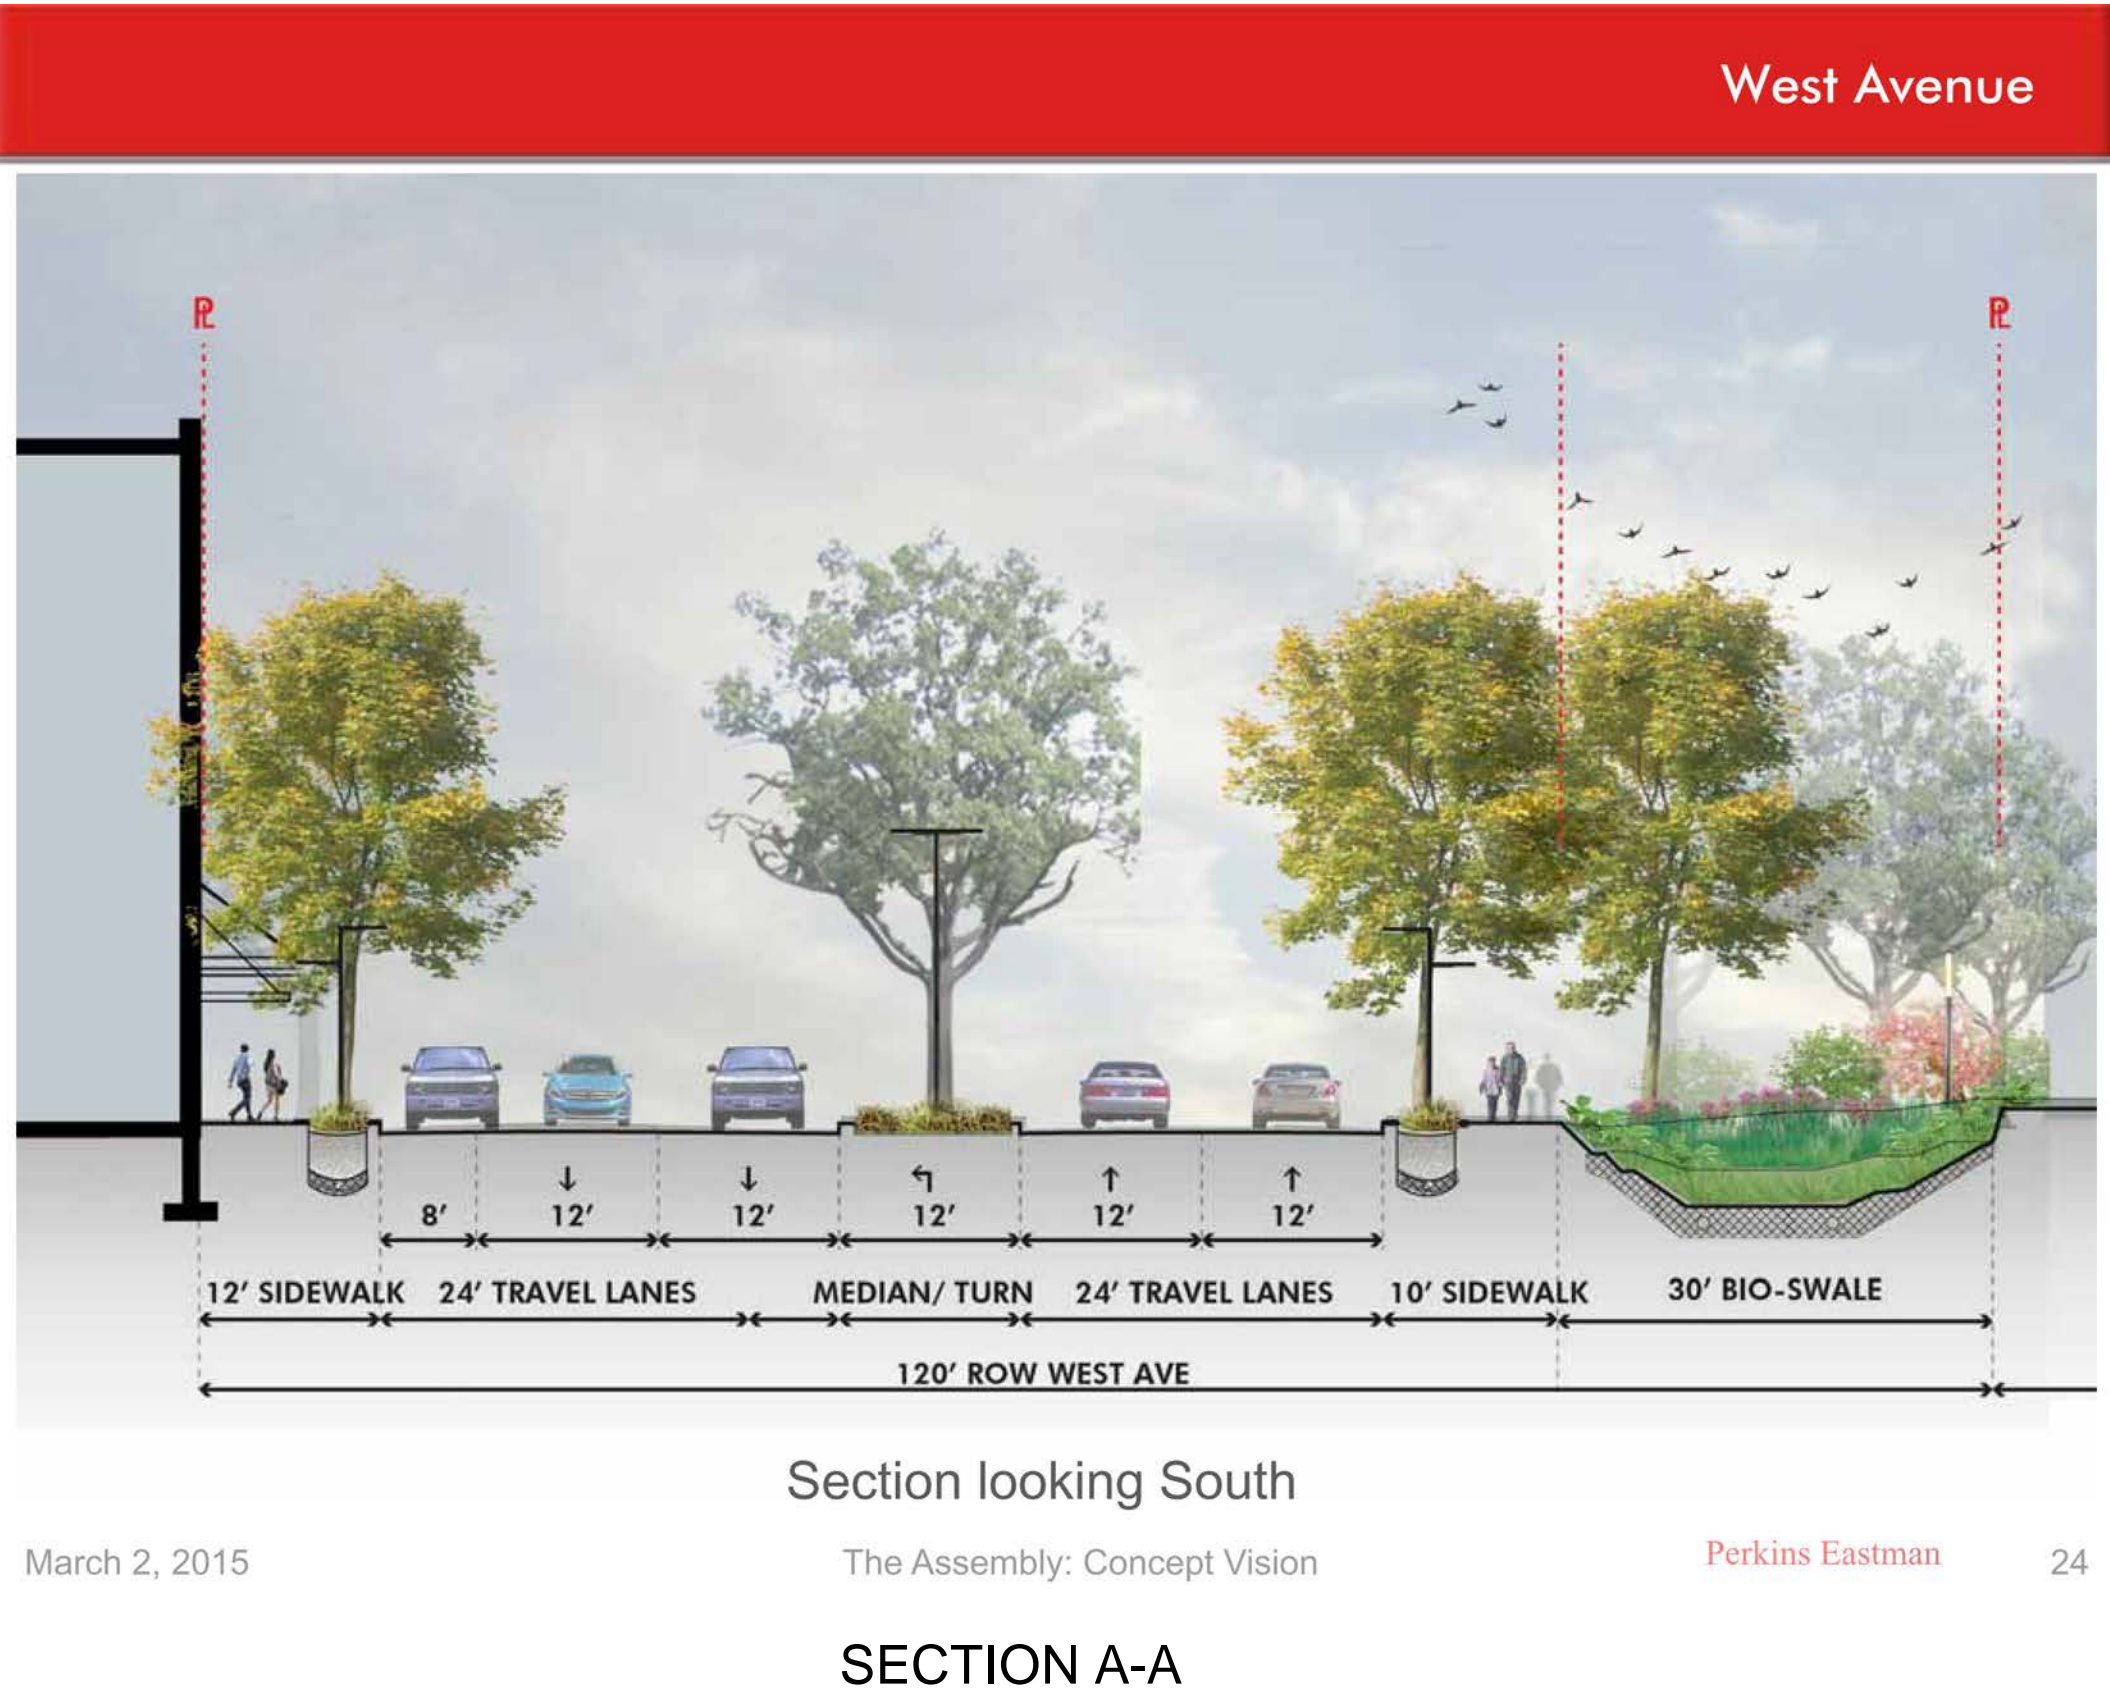 West Avenue
PL PL
8′ 12′ 12′ 12′ 12′ 12′
12′ SIDEWALK 24′ TRAVEL LANES MEDIAN/ TURN 24′ TRAVEL LANES 10′ SIDEWALK 30′ BIO-SWALE
120′ ROW WEST AVE
Section looking South
March 2, 2015 The Assembly: Concept Vision Perkins Eastman 24
SECTION A-A